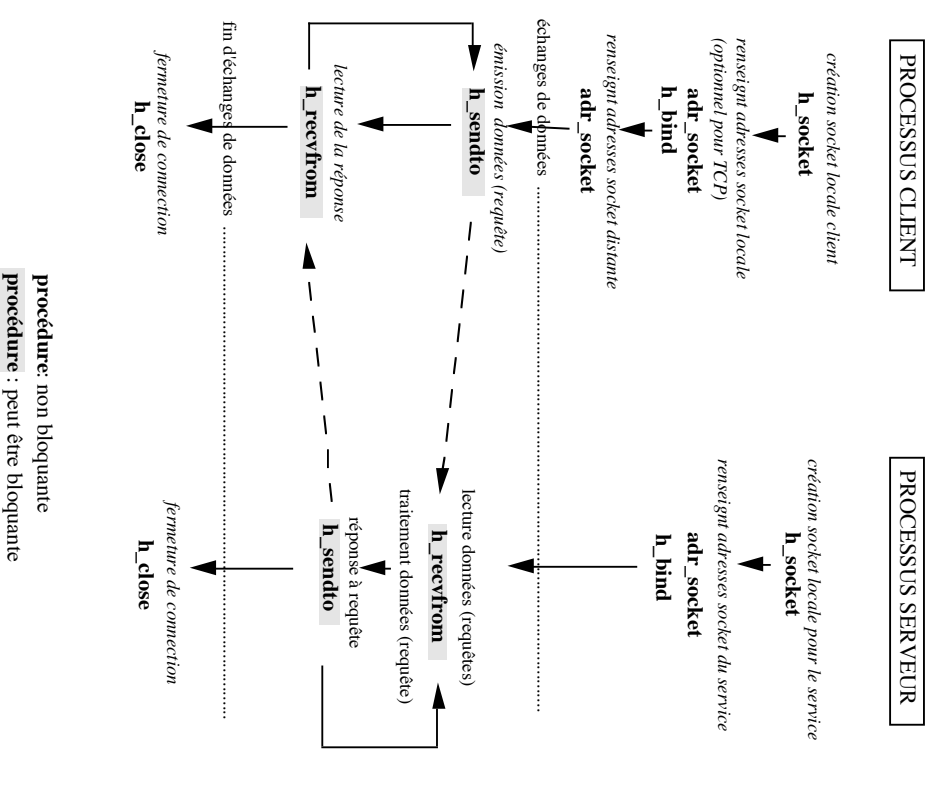 PROCESSUS CLIENT
création socket locale client
h_socket
renseignt adresses socket locale
(optionnel pour TCP)
adr_socket
h_bind
renseignt adresses socket distante
adr_socket
échanges de données
émission données (requête)
h_sendto
lecture de la réponse
h_recvfrom
fin d'échanges de données
fermeture de connection
h_close
PROCESSUS SERVEUR
création socket locale pour le service
h_socket
renseignt adresses socket du service
adr_socket
h_bind
lecture données (requêtes)
h_recvfrom
traitement données (requête)
réponse à requête
h_sendto
fermeture de connection
h_close
procédure: non bloquante
procédure : peut être bloquante